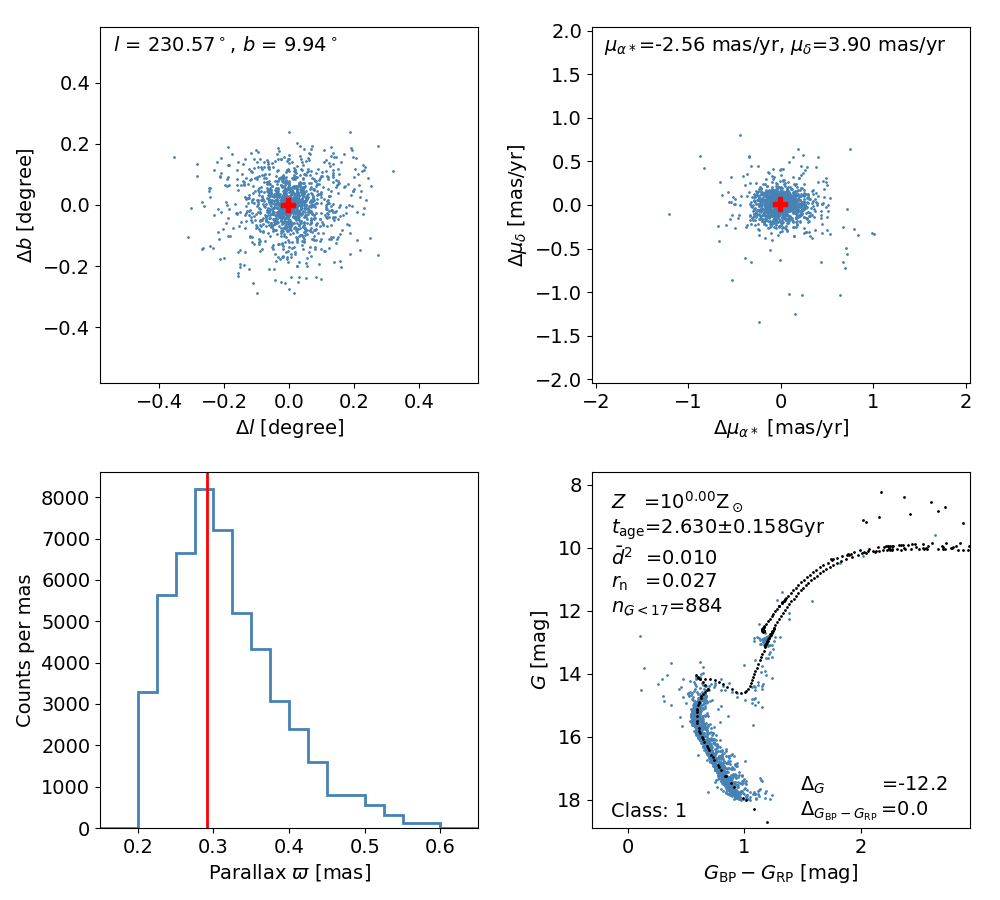 l = 230.57°, b = 9.94°
0.4
0.2
0.0
−0.2
−0.4
Δb [degree]
−0.4 −0.2 0.0 0.2 0.4
Δl [degree]
μα*=-2.56 mas/yr, μδ=3.90 mas/yr
2.0
1.5
1.0
0.5
0.0
−0.5
−1.0
−1.5
−2.0
Δμδ [mas/yr]
−2 −1 0 1 2
Δμα* [mas/yr]
8000
7000
6000
5000
4000
3000
2000
1000
0
Counts per mas
0.2 0.3 0.4 0.5 0.6
Parallax ϖ [mas]
Z =10^0.00 Z⊙
t_age=2.630±0.158Gyr
d̄² =0.010
r_n =0.027
n_G<17=884
Δ_G =-12.2
Δ_G_BP−G_RP =0.0
Class: 1
8
10
12
14
16
18
G [mag]
0 1 2
G_BP − G_RP [mag]